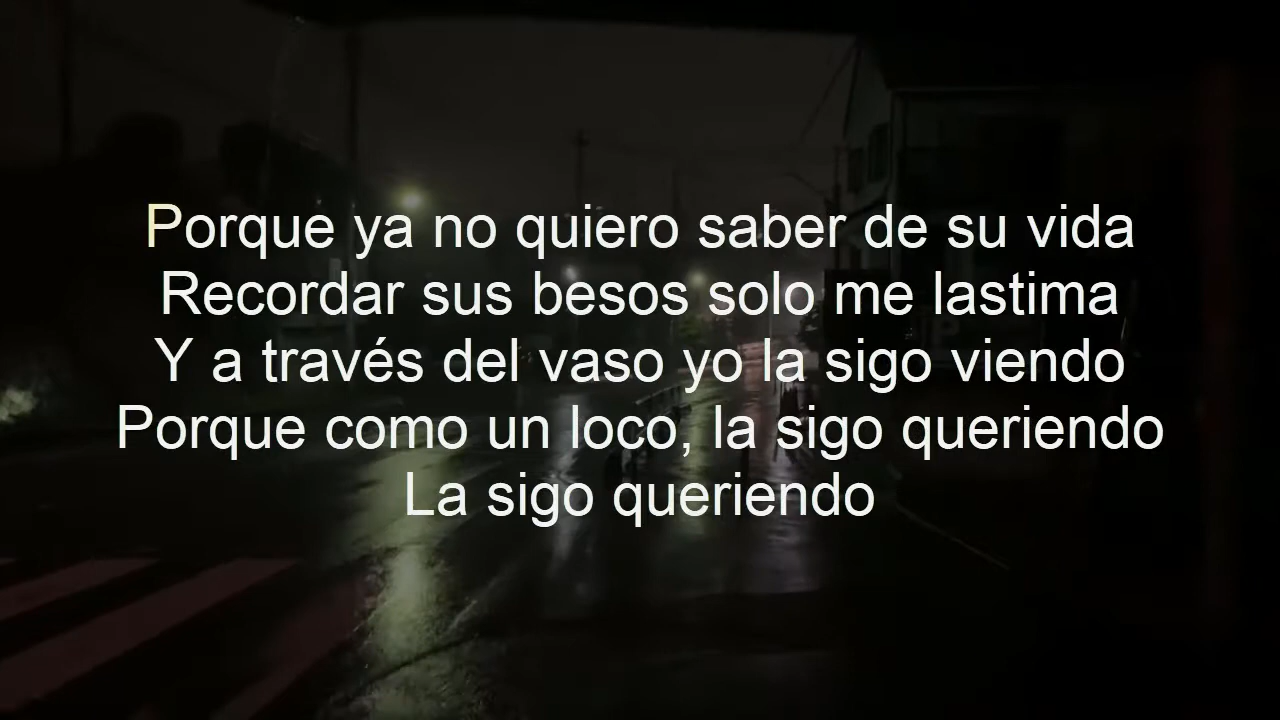 Porque ya no quiero saber de su vida
Recordar sus besos solo me lastima
Y a través del vaso yo la sigo viendo
Porque como un loco, la sigo queriendo
La sigo queriendo